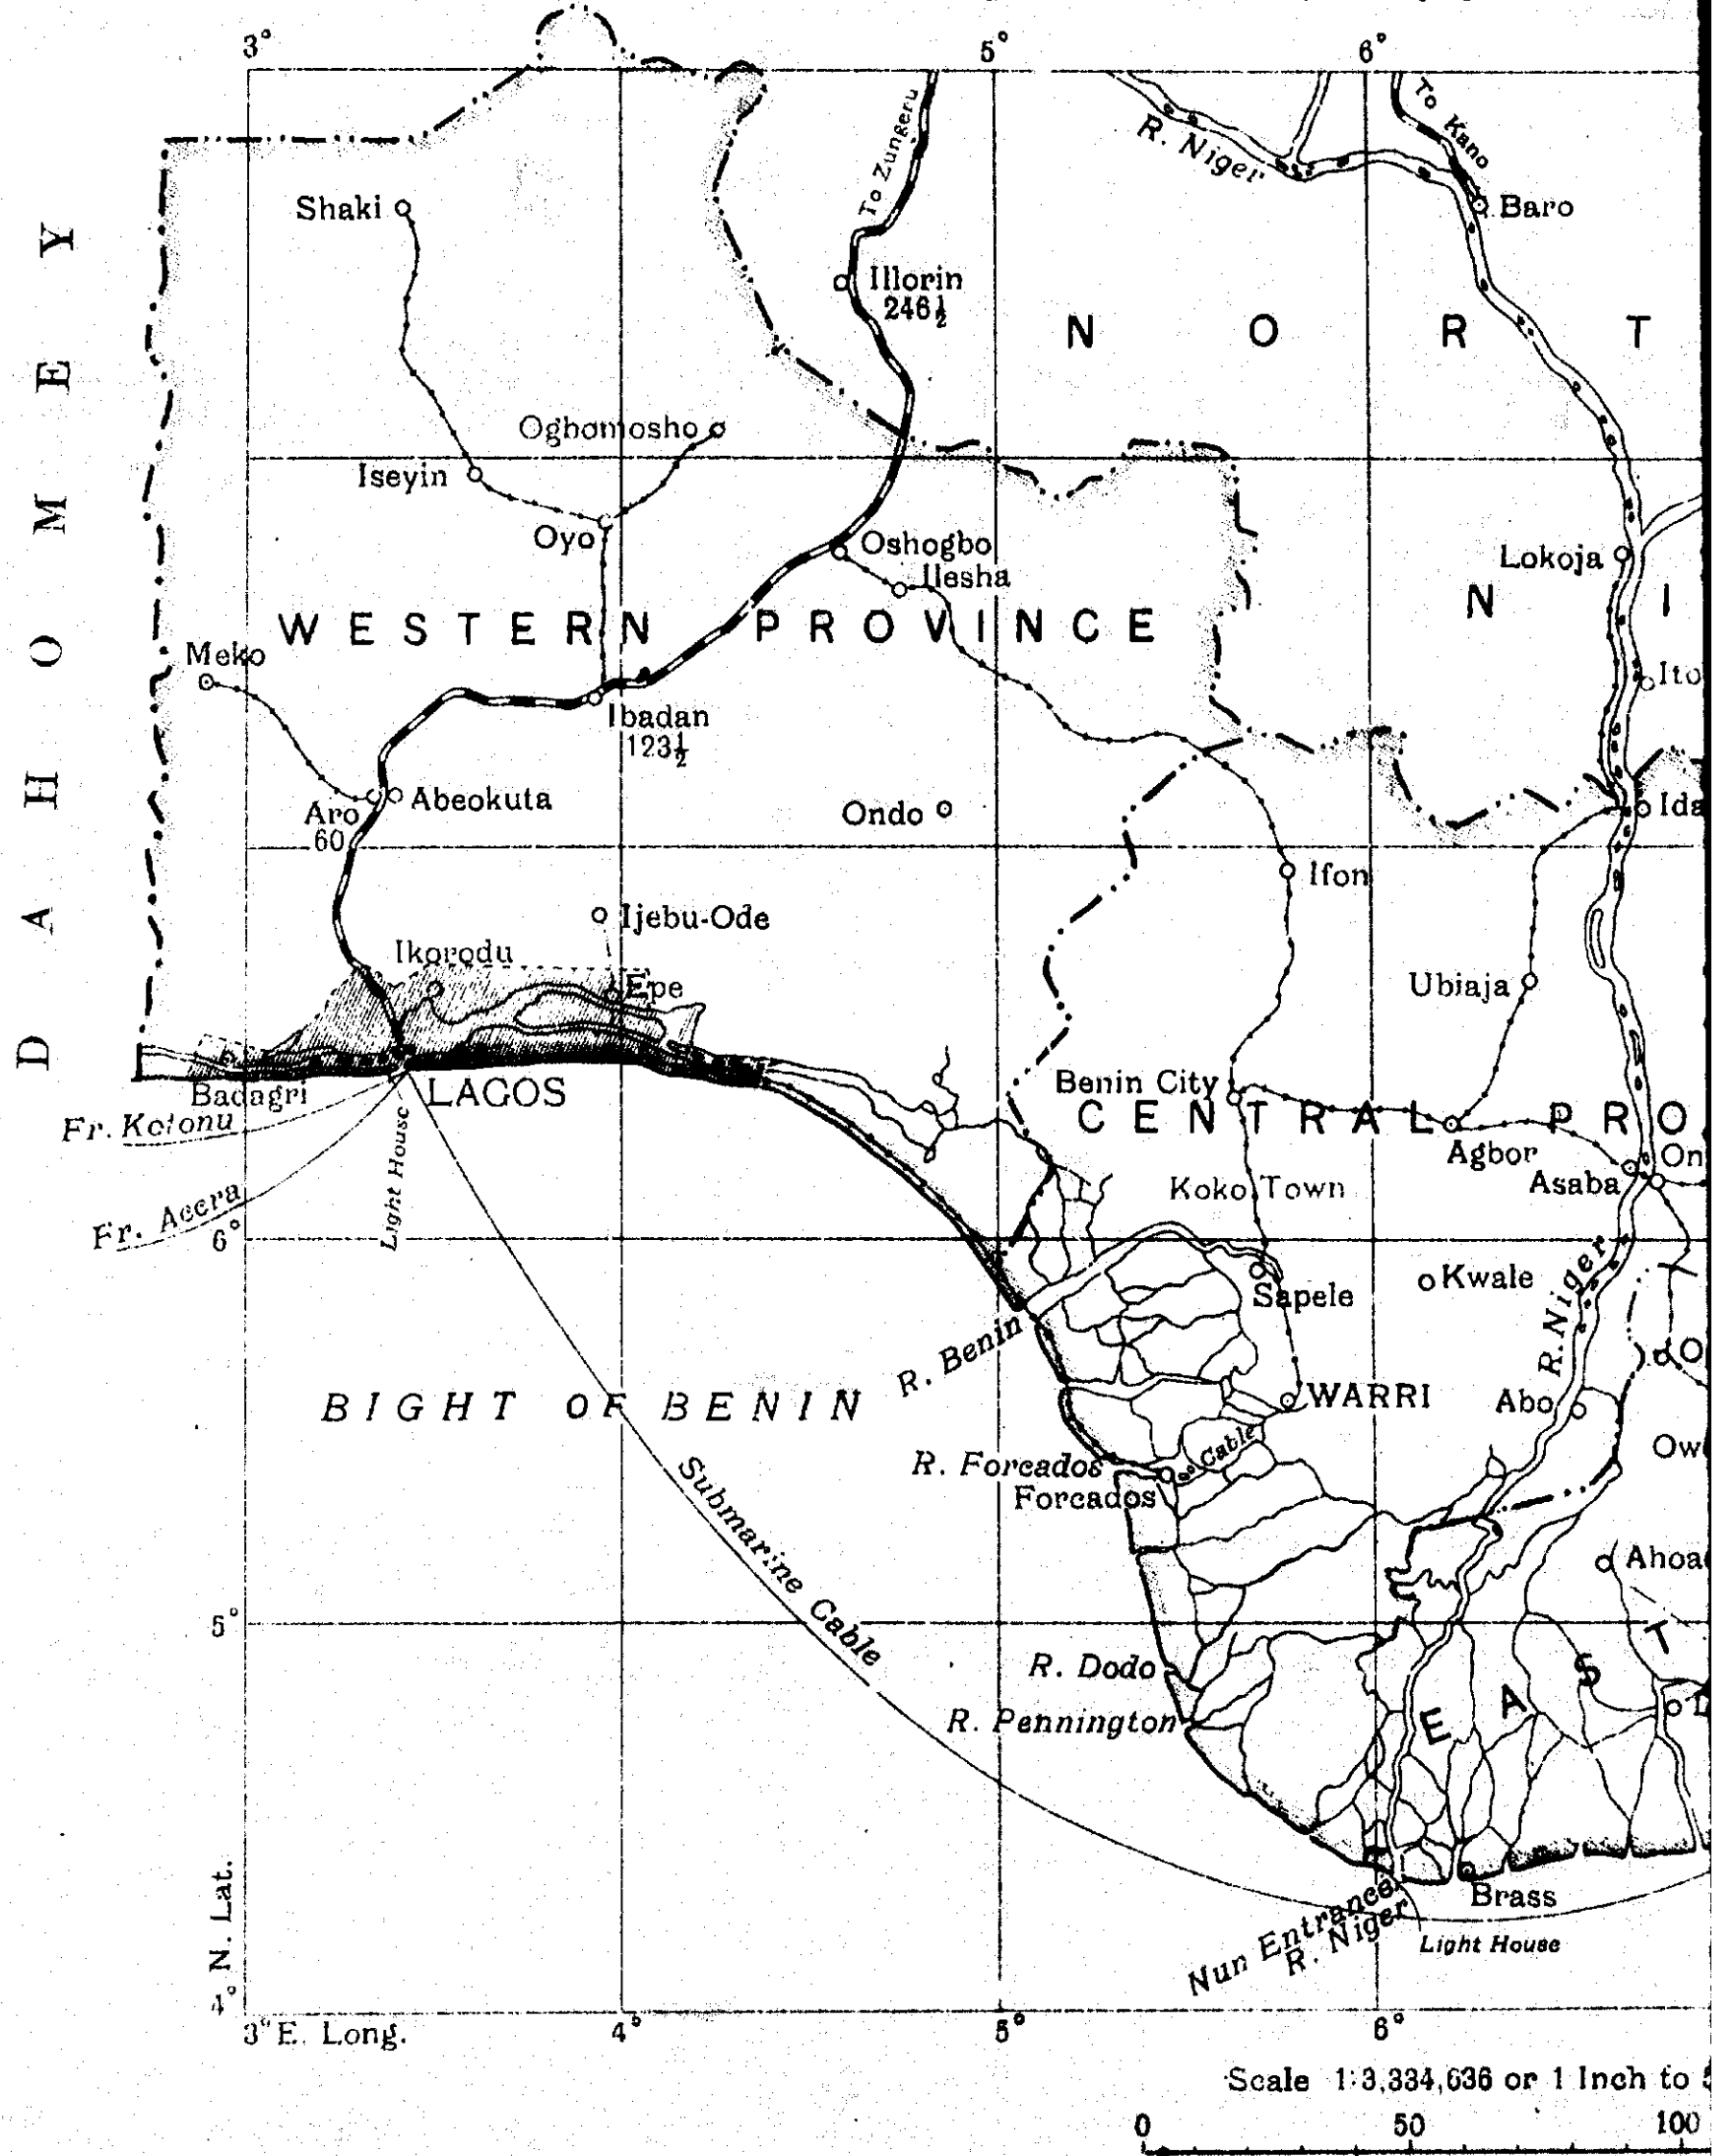 3°
5°
6°
To Zungeru
To Kano
R. Niger
Baro
Shaki
Illorin
246½
N O R T
DAHOMEY
Ogbomosho
Iseyin
Oyo
Oshogbo
Ilesha
Lokoja
N I
WESTERN PROVINCE
Meko
Ito
Ibadan
123½
Aro
60
Abeokuta
Ondo
Ida
Ifon
Ijebu-Ode
Ikorodu
Epe
Ubiaja
Badagri
LAGOS
Benin City
CENTRAL PRO
Fr. Kotonu
Light House
Agbor
On
Asaba
Koko Town
Fr. Accra
6°
Kwale
Sapele
R. Niger
R. Benin
O
BIGHT OF BENIN
WARRI
Abo
Cable
Ow
R. Forcados
Forcados
Submarine Cable
Ahoa
5°
R. Dodo
EAST
R. Pennington
Brass
Nun Entrance
R. Niger
Light House
4° N. Lat.
3° E. Long.
4°
5°
6°
Scale 1:3,334,636 or 1 Inch to
0 50 100